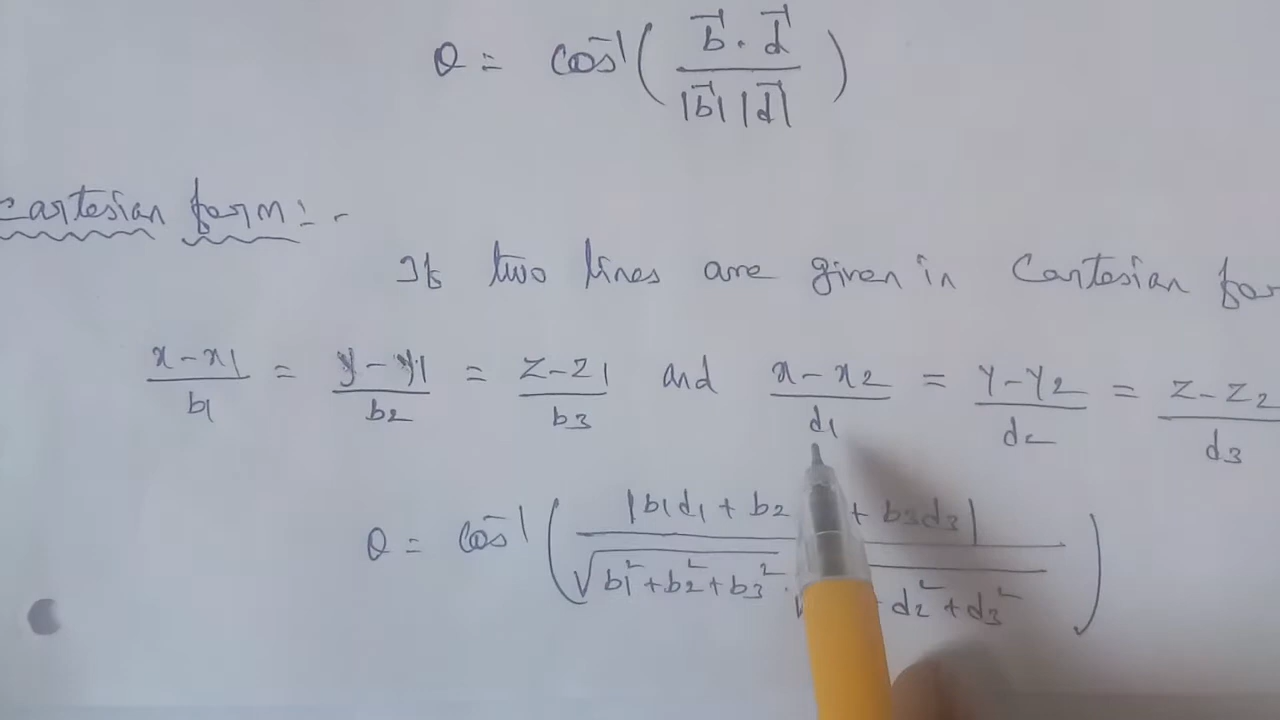 θ = cos⁻¹( b⃗ · d⃗ / |b⃗| |d⃗| )
Cartesian form:-
If two lines are given in Cartesian for
x-x1/b1 = y-y1/b2 = z-z1/b3 and x-x2/d1 = y-y2/d2 = z-z2/d3
θ = cos⁻¹( |b1d1 + b2 + b3d3| / √b1²+b2²+b3² · √ d2²+d3² )